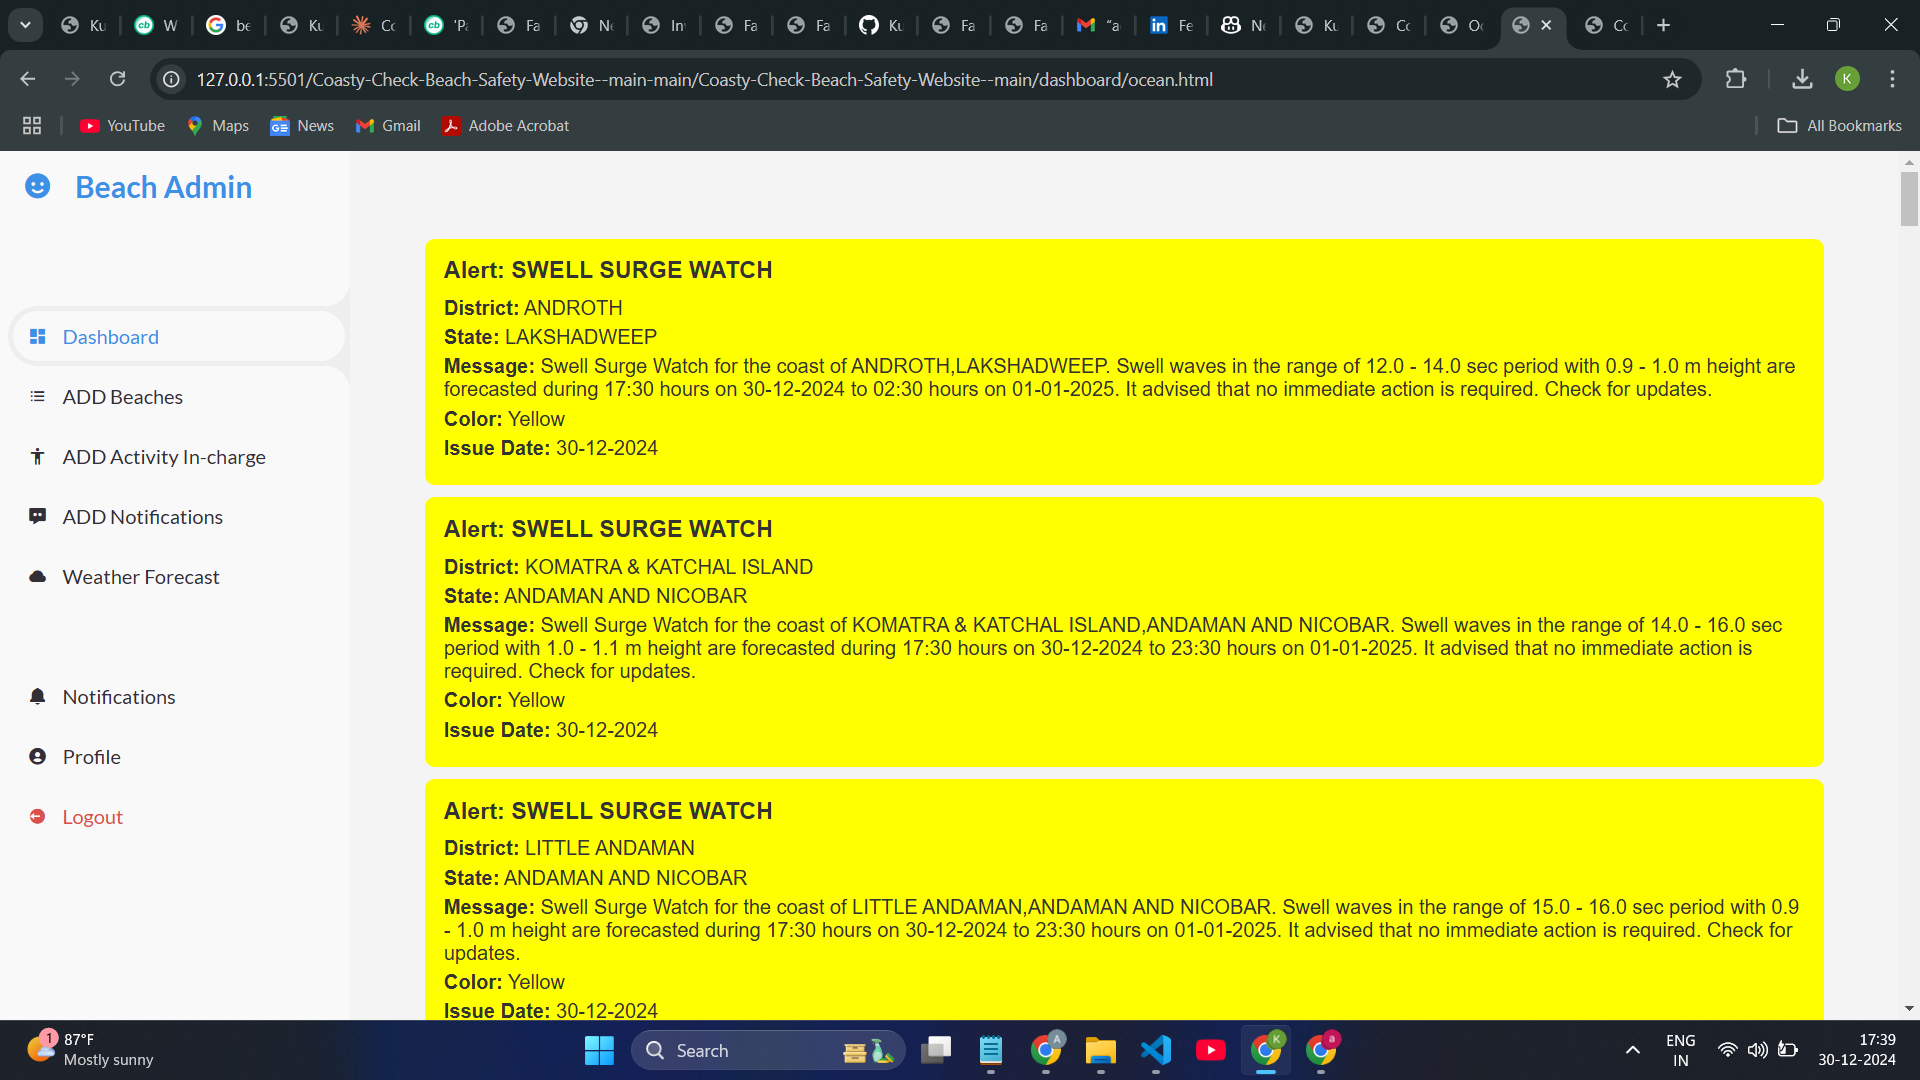 Ku
W
be
Ku
Co
'Pa
Fa
Ne
In
Fa
Fa
Ku
Fa
Fa
"a
Fe
Ne
Ku
Co
Oc
Co
127.0.0.1:5501/Coasty-Check-Beach-Safety-Website--main-main/Coasty-Check-Beach-Safety-Website--main/dashboard/ocean.html
K
YouTube
Maps
News
Gmail
Adobe Acrobat
All Bookmarks
Beach Admin
Dashboard
ADD Beaches
ADD Activity In-charge
ADD Notifications
Weather Forecast
Notifications
Profile
Logout
Alert: SWELL SURGE WATCH
District: ANDROTH
State: LAKSHADWEEP
Message: Swell Surge Watch for the coast of ANDROTH,LAKSHADWEEP. Swell waves in the range of 12.0 - 14.0 sec period with 0.9 - 1.0 m height are
forecasted during 17:30 hours on 30-12-2024 to 02:30 hours on 01-01-2025. It advised that no immediate action is required. Check for updates.
Color: Yellow
Issue Date: 30-12-2024
Alert: SWELL SURGE WATCH
District: KOMATRA & KATCHAL ISLAND
State: ANDAMAN AND NICOBAR
Message: Swell Surge Watch for the coast of KOMATRA & KATCHAL ISLAND,ANDAMAN AND NICOBAR. Swell waves in the range of 14.0 - 16.0 sec
period with 1.0 - 1.1 m height are forecasted during 17:30 hours on 30-12-2024 to 23:30 hours on 01-01-2025. It advised that no immediate action is
required. Check for updates.
Color: Yellow
Issue Date: 30-12-2024
Alert: SWELL SURGE WATCH
District: LITTLE ANDAMAN
State: ANDAMAN AND NICOBAR
Message: Swell Surge Watch for the coast of LITTLE ANDAMAN,ANDAMAN AND NICOBAR. Swell waves in the range of 15.0 - 16.0 sec period with 0.9
- 1.0 m height are forecasted during 17:30 hours on 30-12-2024 to 23:30 hours on 01-01-2025. It advised that no immediate action is required. Check for
updates.
Color: Yellow
Issue Date: 30-12-2024
1
87°F
Mostly sunny
Search
A
K
a
ENG
IN
17:39
30-12-2024